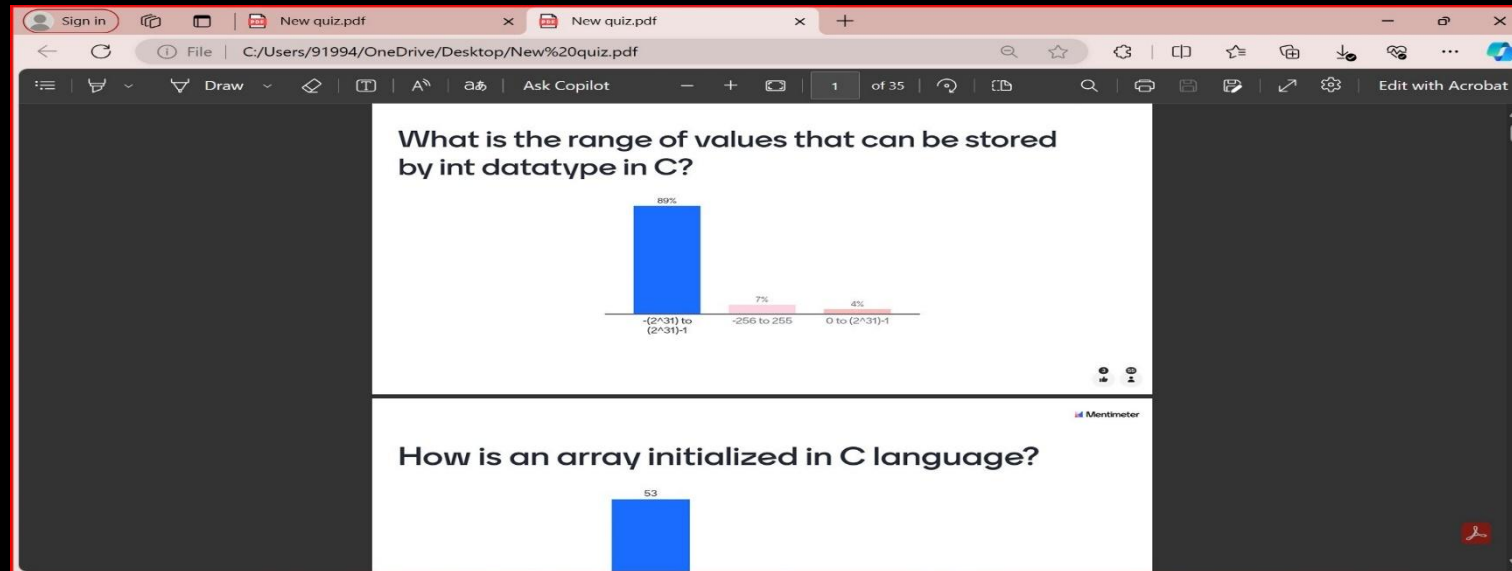 Sign in
New quiz.pdf
New quiz.pdf
File
C:/Users/91994/OneDrive/Desktop/New%20quiz.pdf
Draw
aあ
Ask Copilot
1
of 35
Edit with Acrobat
What is the range of values that can be stored
by int datatype in C?
89%
7%
4%
-(2^31) to
(2^31)-1
-256 to 255
0 to (2^31)-1
Mentimeter
How is an array initialized in C language?
53